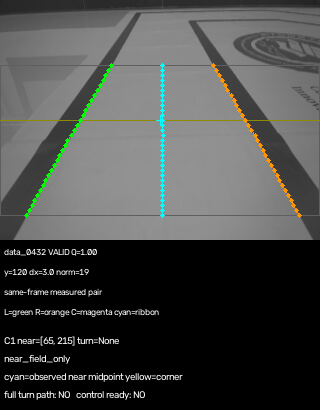 data_0432 VALID Q=1.00
y=120 dx=3.0 norm=19
same-frame measured pair
L=green R=orange C=magenta cyan=ribbon
C1 near=[65, 215] turn=None
near_field_only
cyan=observed near midpoint yellow=corner
full turn path: NO control ready: NO